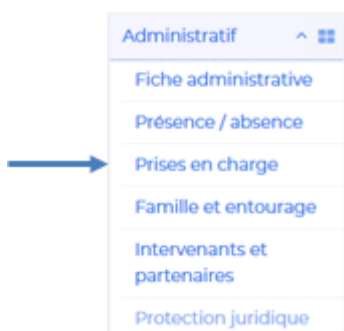 Administratif
Fiche administrative
Présence / absence
Prises en charge
Famille et entourage
Intervenants et
partenaires
Protection juridique